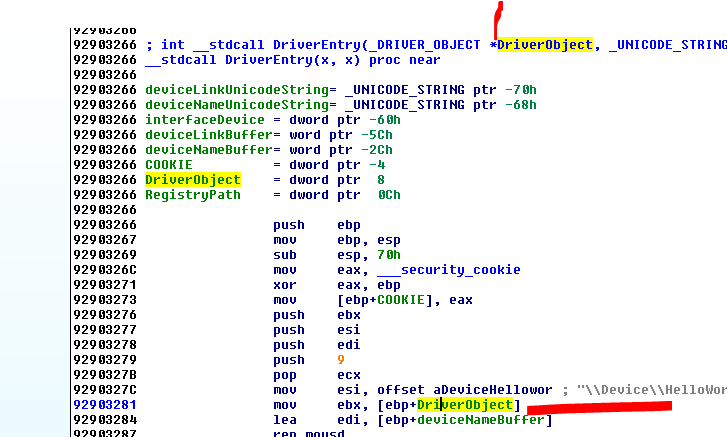 92903266
92903266 ; int __stdcall DriverEntry(_DRIVER_OBJECT *DriverObject, _UNICODE_STRING
92903266 __stdcall DriverEntry(x, x) proc near
92903266
92903266 deviceLinkUnicodeString= _UNICODE_STRING ptr -70h
92903266 deviceNameUnicodeString= _UNICODE_STRING ptr -68h
92903266 interfaceDevice = dword ptr -60h
92903266 deviceLinkBuffer= word ptr -5Ch
92903266 deviceNameBuffer= word ptr -2Ch
92903266 COOKIE = dword ptr -4
92903266 DriverObject = dword ptr 8
92903266 RegistryPath = dword ptr 0Ch
92903266
92903266 push ebp
92903267 mov ebp, esp
92903269 sub esp, 70h
9290326C mov eax, ___security_cookie
92903271 xor eax, ebp
92903273 mov [ebp+COOKIE], eax
92903276 push ebx
92903277 push esi
92903278 push edi
92903279 push 9
9290327B pop ecx
9290327C mov esi, offset aDeviceHellowor ; "\\Device\\HelloWor
92903281 mov ebx, [ebp+DriverObject]
92903284 lea edi, [ebp+deviceNameBuffer]
92903287 rep movsd